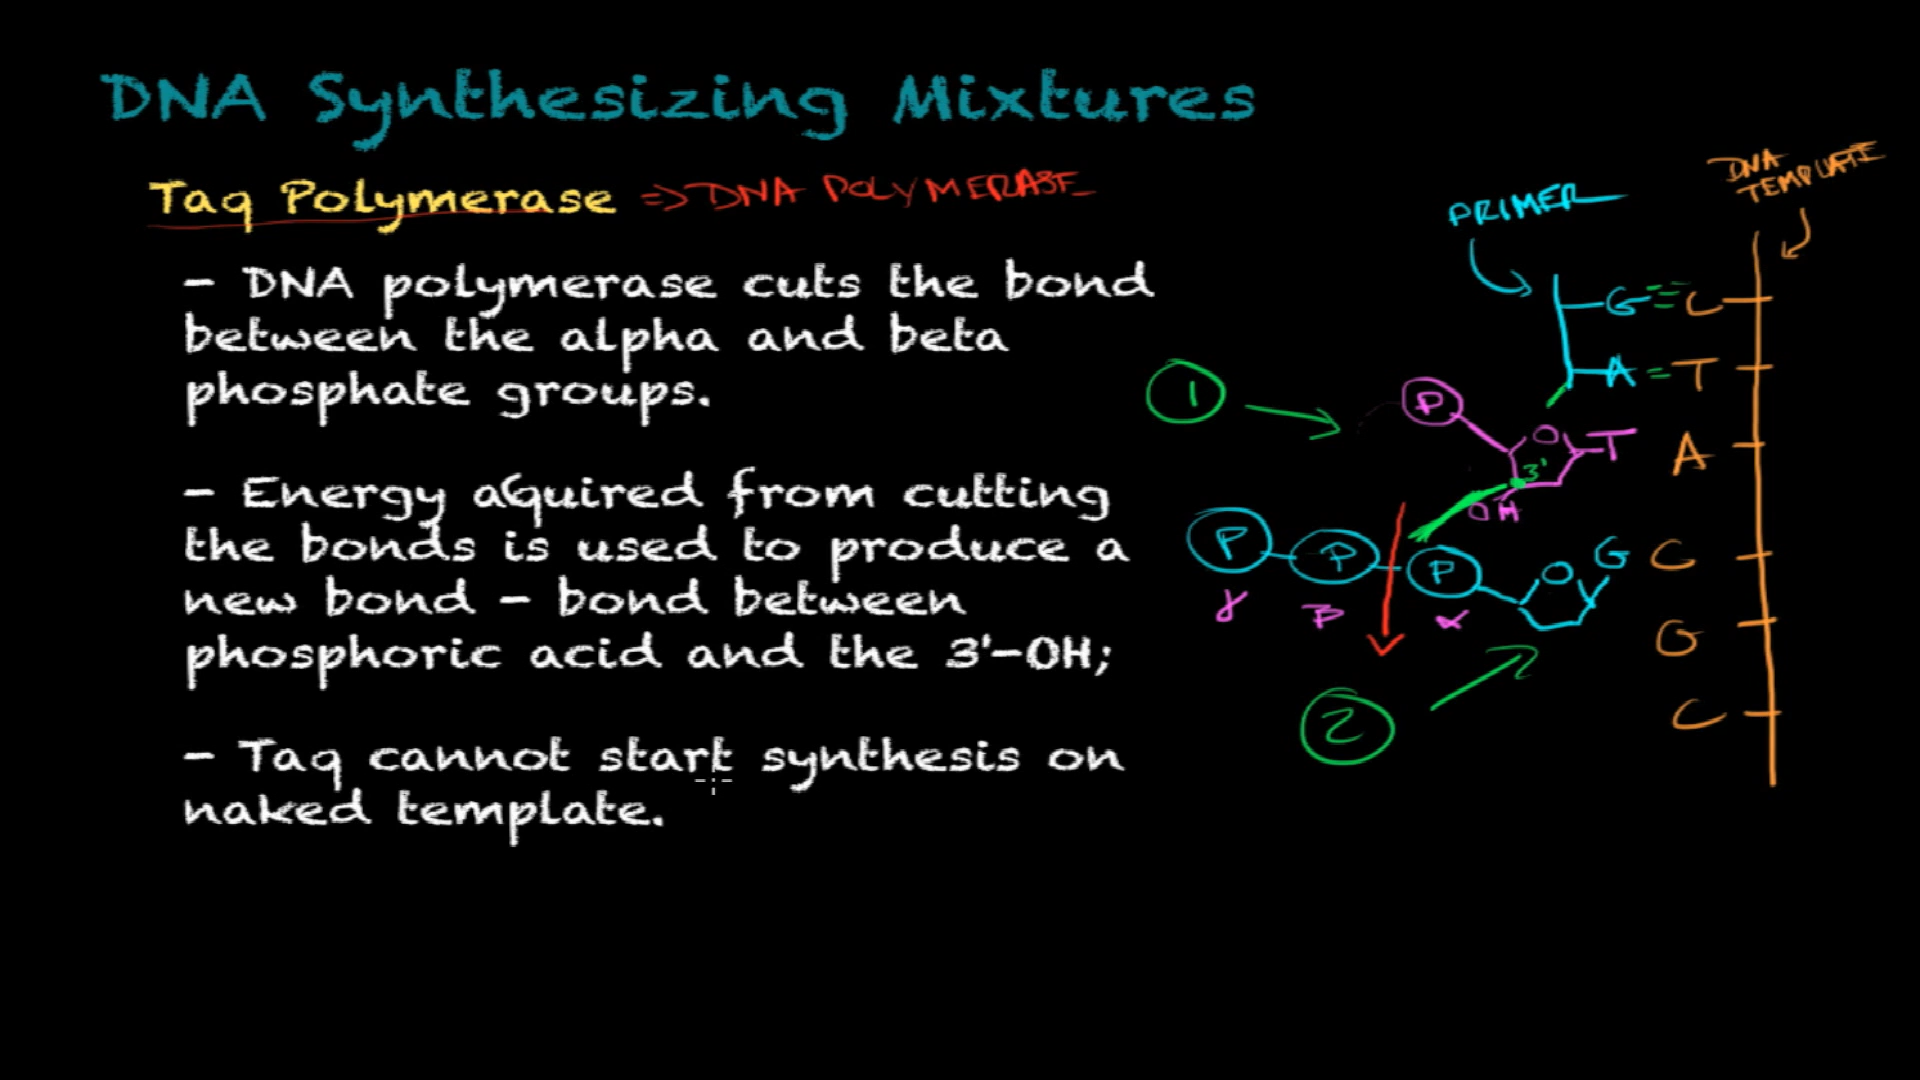 DNA Synthesizing Mixtures
Taq Polymerase => DNA POLYMERASE
- DNA polymerase cuts the bond
between the alpha and beta
phosphate groups.
- Energy aquired from cutting
the bonds is used to produce a
new bond - bond between
phosphoric acid and the 3'-OH;
- Taq cannot start synthesis on
naked template.
DNA
TEMPLATE
PRIMER
G≡C
A=T
1
P
O
T
A
3'
OH
P P P O G C
γ β α
G
2
C